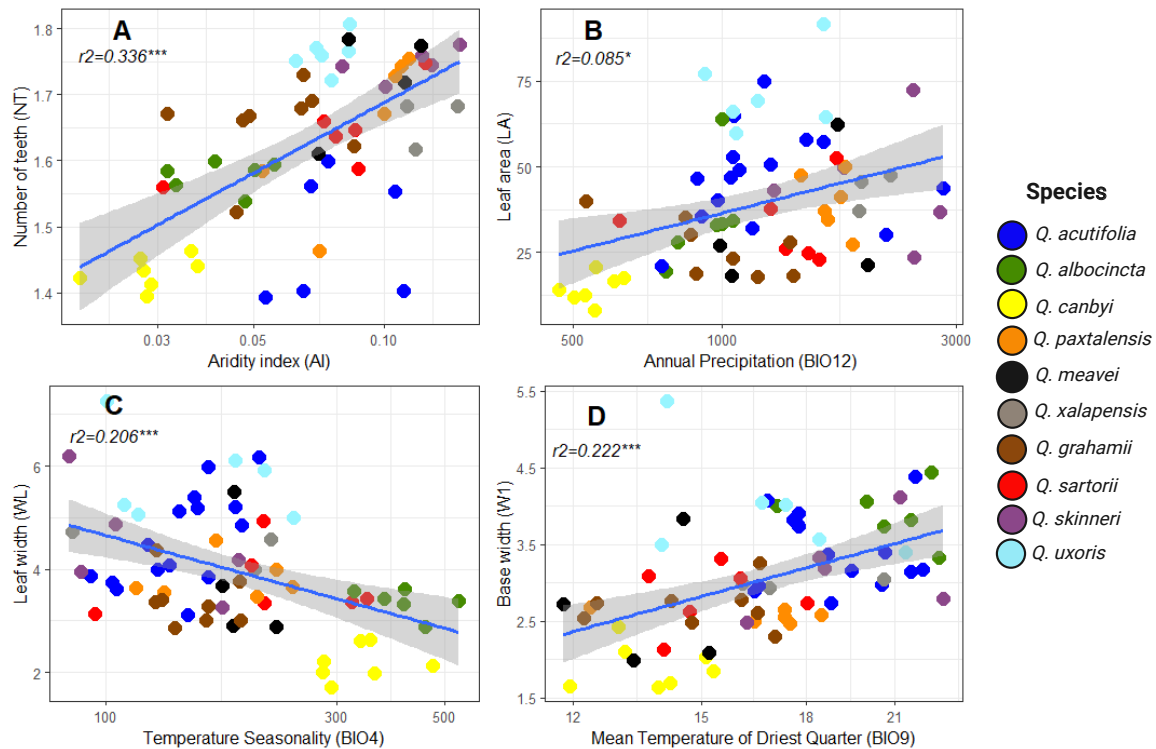 A
r2=0.336***
1.8
1.7
1.6
1.5
1.4
Number of teeth (NT)
0.03
0.05
0.10
Aridity index (AI)
B
r2=0.085*
75
50
25
Leaf area (LA)
500
1000
3000
Annual Precipitation (BIO12)
C
r2=0.206***
6
4
2
Leaf width (WL)
100
300
500
Temperature Seasonality (BIO4)
D
r2=0.222***
5.5
4.5
3.5
2.5
1.5
Base width (W1)
12
15
18
21
Mean Temperature of Driest Quarter (BIO9)
Species
Q. acutifolia
Q. albocincta
Q. canbyi
Q. paxtalensis
Q. meavei
Q. xalapensis
Q. grahamii
Q. sartorii
Q. skinneri
Q. uxoris